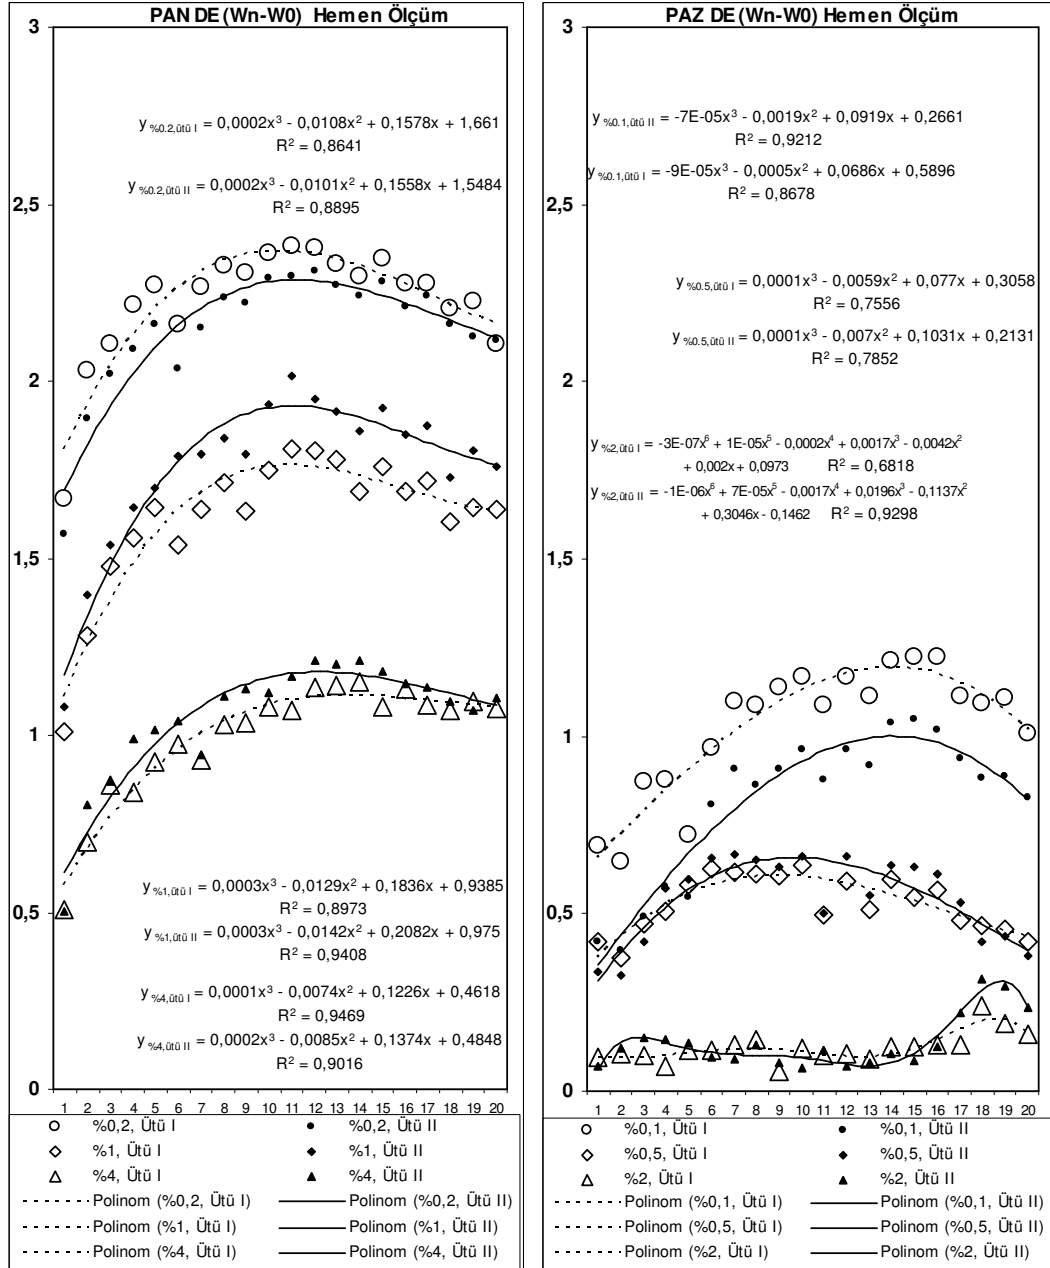 PAN DE (Wn-W0) Hemen Ölçüm
3
y %0.2,ütü I = 0,0002x³ - 0,0108x² + 0,1578x + 1,661
R² = 0,8641
y %0.2,ütü II = 0,0002x³ - 0,0101x² + 0,1558x + 1,5484
R² = 0,8895
2,5
2
1,5
1
y %1,ütü I = 0,0003x³ - 0,0129x² + 0,1836x + 0,9385
R² = 0,8973
0,5
y %1,ütü II = 0,0003x³ - 0,0142x² + 0,2082x + 0,975
R² = 0,9408
y %4,ütü I = 0,0001x³ - 0,0074x² + 0,1226x + 0,4618
R² = 0,9469
y %4,ütü II = 0,0002x³ - 0,0085x² + 0,1374x + 0,4848
R² = 0,9016
0
1 2 3 4 5 6 7 8 9 10 11 12 13 14 15 16 17 18 19 20
%0,2, Ütü I %0,2, Ütü II
%1, Ütü I %1, Ütü II
%4, Ütü I %4, Ütü II
Polinom (%0,2, Ütü I) Polinom (%0,2, Ütü II)
Polinom (%1, Ütü I) Polinom (%1, Ütü II)
Polinom (%4, Ütü I) Polinom (%4, Ütü II)
PAZ DE (Wn-W0) Hemen Ölçüm
3
y %0.1,ütü II = -7E-05x³ - 0,0019x² + 0,0919x + 0,2661
R² = 0,9212
y %0.1,ütü I = -9E-05x³ - 0,0005x² + 0,0686x + 0,5896
R² = 0,8678
2,5
y %0.5,ütü I = 0,0001x³ - 0,0059x² + 0,077x + 0,3058
R² = 0,7556
y %0.5,ütü II = 0,0001x³ - 0,007x² + 0,1031x + 0,2131
R² = 0,7852
2
y %2,ütü I = -3E-07x⁶ + 1E-05x⁵ - 0,0002x⁴ + 0,0017x³ - 0,0042x²
+ 0,002x + 0,0973 R² = 0,6818
y %2,ütü II = -1E-06x⁶ + 7E-05x⁵ - 0,0017x⁴ + 0,0196x³ - 0,1137x²
+ 0,3046x - 0,1462 R² = 0,9298
1,5
1
0,5
0
1 2 3 4 5 6 7 8 9 10 11 12 13 14 15 16 17 18 19 20
%0,1, Ütü I %0,1, Ütü II
%0,5, Ütü I %0,5, Ütü II
%2, Ütü I %2, Ütü II
Polinom (%0,1, Ütü I) Polinom (%0,1, Ütü II)
Polinom (%0,5, Ütü I) Polinom (%0,5, Ütü II)
Polinom (%2, Ütü I) Polinom (%2, Ütü II)